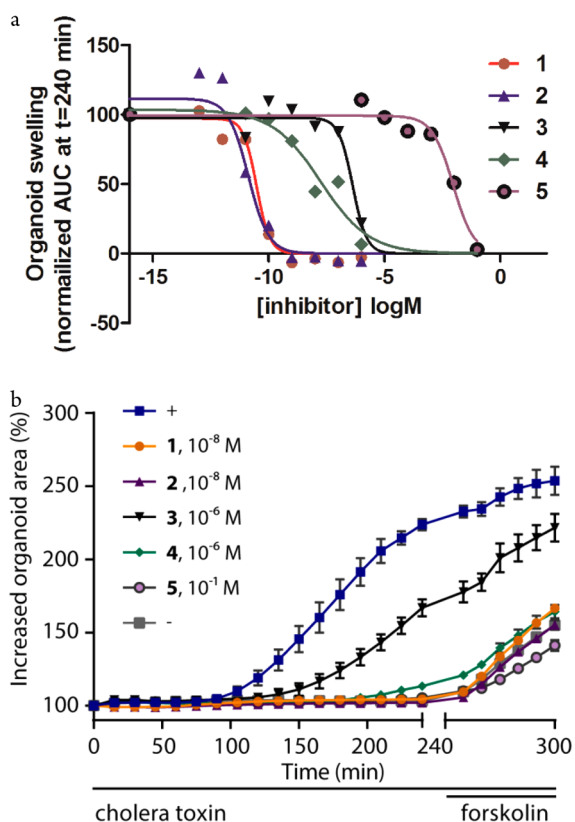 a
Organoid swelling
(normailized AUC at t=240 min)
150
100
50
0
-50
-15
-10
-5
0
[inhibitor] logM
1
2
3
4
5
b
Increased organoid area (%)
300
250
200
150
100
+
1, 10⁻⁸ M
2 ,10⁻⁸ M
3, 10⁻⁶ M
4, 10⁻⁶ M
5, 10⁻¹ M
-
0
50
100
150
200
240
300
Time (min)
cholera toxin
forskolin